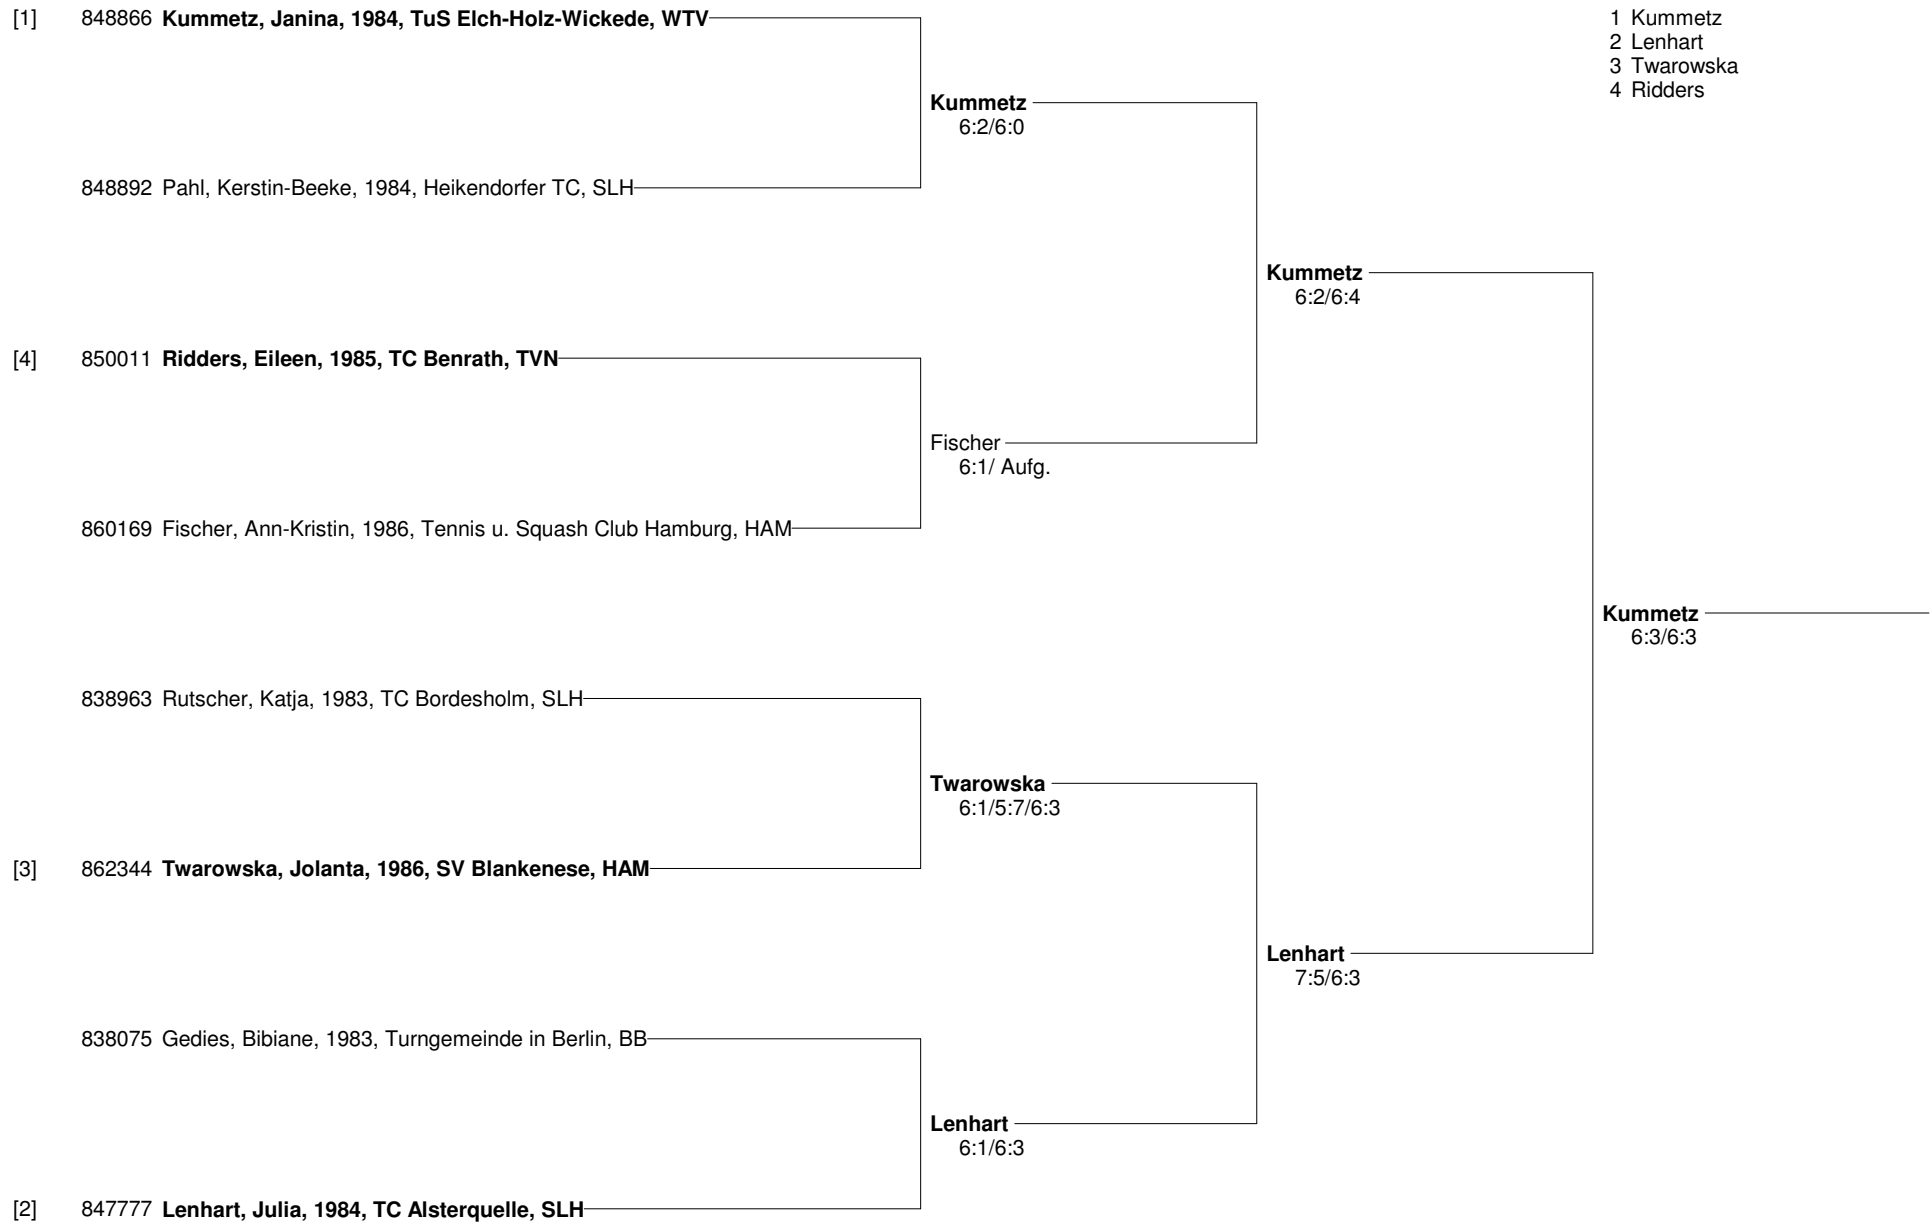 [1] 848866 Kummetz, Janina, 1984, TuS Elch-Holz-Wickede, WTV
1 Kummetz
2 Lenhart
3 Twarowska
4 Ridders
Kummetz
6:2/6:0
848892 Pahl, Kerstin-Beeke, 1984, Heikendorfer TC, SLH
Kummetz
6:2/6:4
[4] 850011 Ridders, Eileen, 1985, TC Benrath, TVN
Fischer
6:1/ Aufg.
860169 Fischer, Ann-Kristin, 1986, Tennis u. Squash Club Hamburg, HAM
Kummetz
6:3/6:3
838963 Rutscher, Katja, 1983, TC Bordesholm, SLH
Twarowska
6:1/5:7/6:3
[3] 862344 Twarowska, Jolanta, 1986, SV Blankenese, HAM
Lenhart
7:5/6:3
838075 Gedies, Bibiane, 1983, Turngemeinde in Berlin, BB
Lenhart
6:1/6:3
[2] 847777 Lenhart, Julia, 1984, TC Alsterquelle, SLH